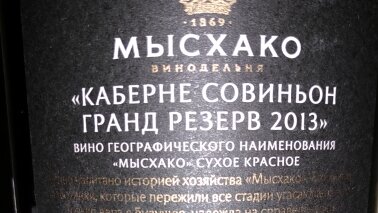 1869
МЫСХАКО
ВИНОДЕЛЬНЯ
«КАБЕРНЕ СОВИНЬОН
ГРАНД РЕЗЕРВ 2013»
ВИНО ГЕОГРАФИЧЕСКОГО НАИМЕНОВАНИЯ
«МЫСХАКО» СУХОЕ КРАСНОЕ
историей хозяйства «Мысхако»
которые пережили все стадии